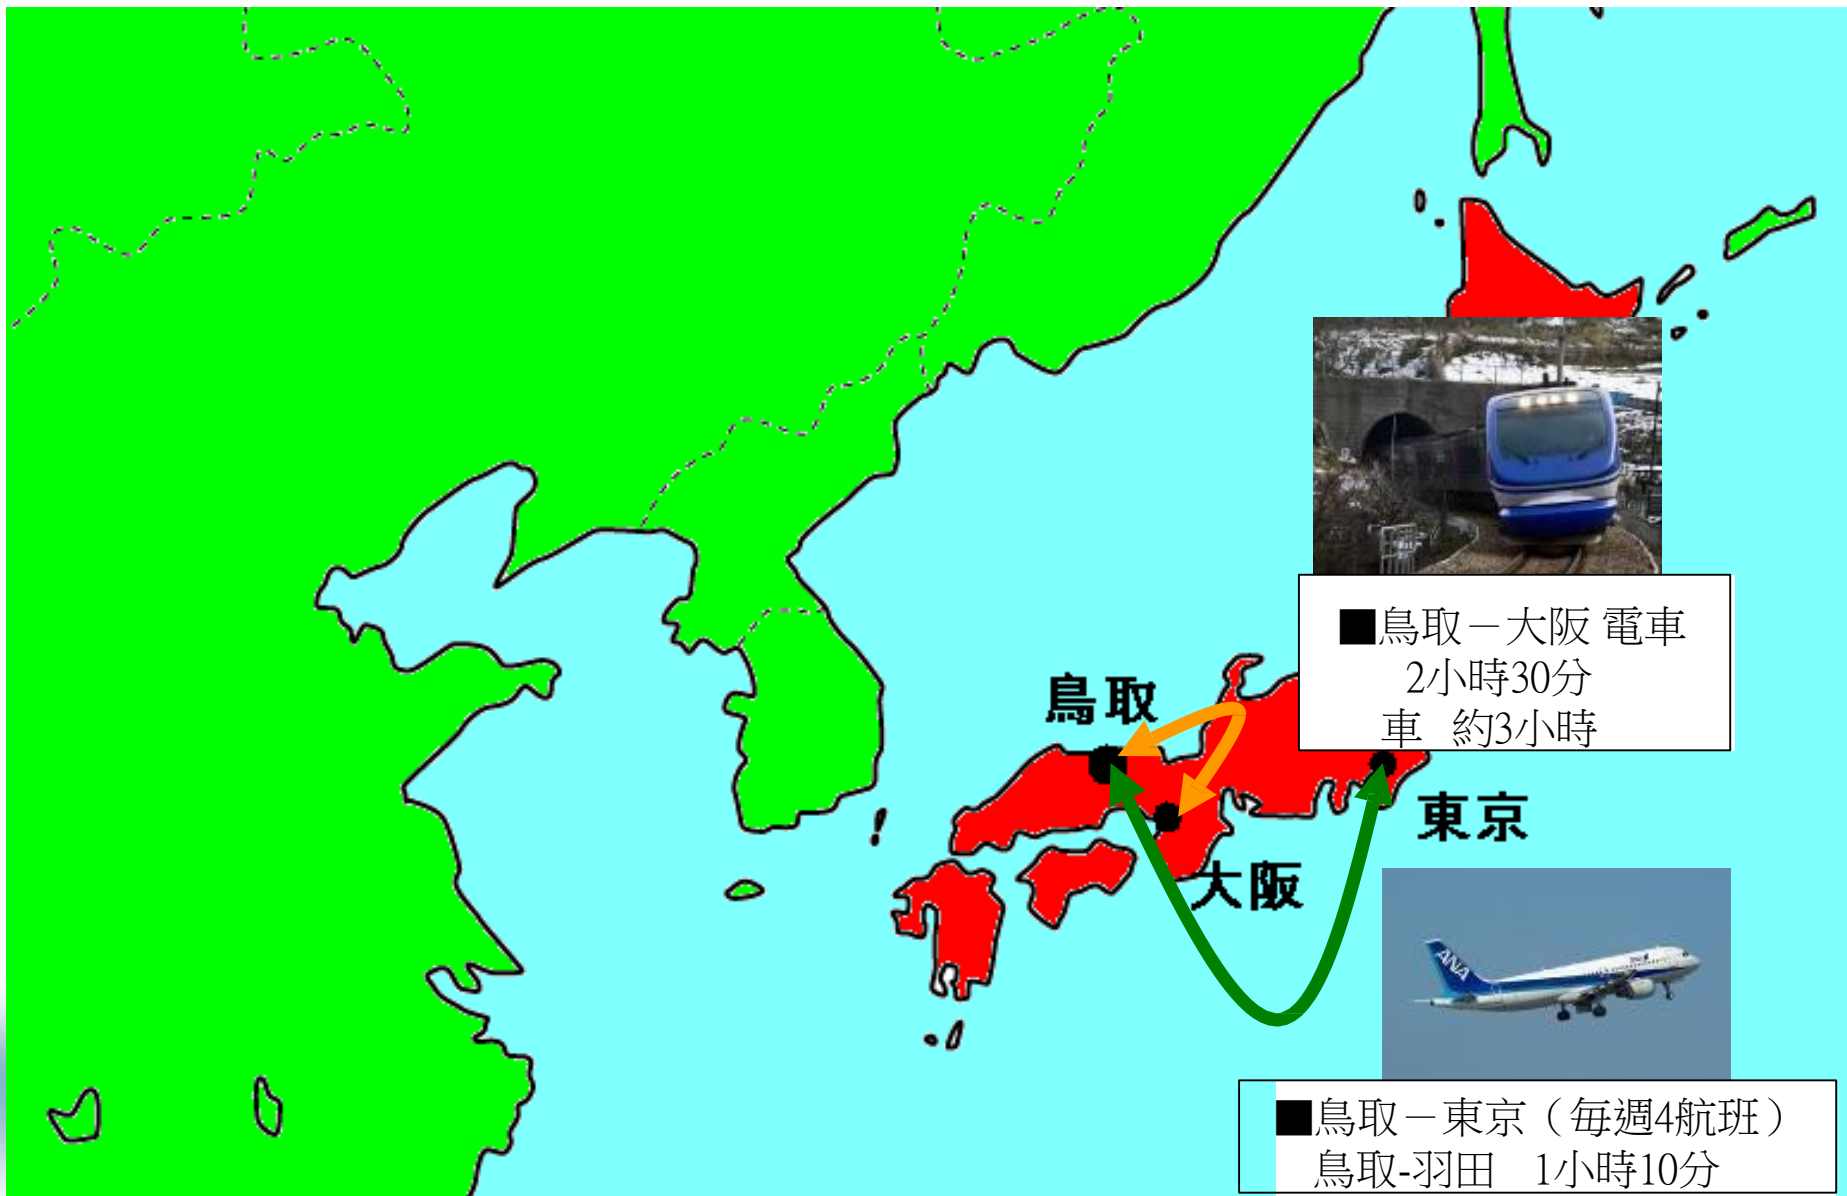 ■鳥取－大阪 電車
2小時30分
車 約3小時
鳥取
東京
大阪
ANA
■鳥取－東京（毎週4航班）
鳥取-羽田 1小時10分